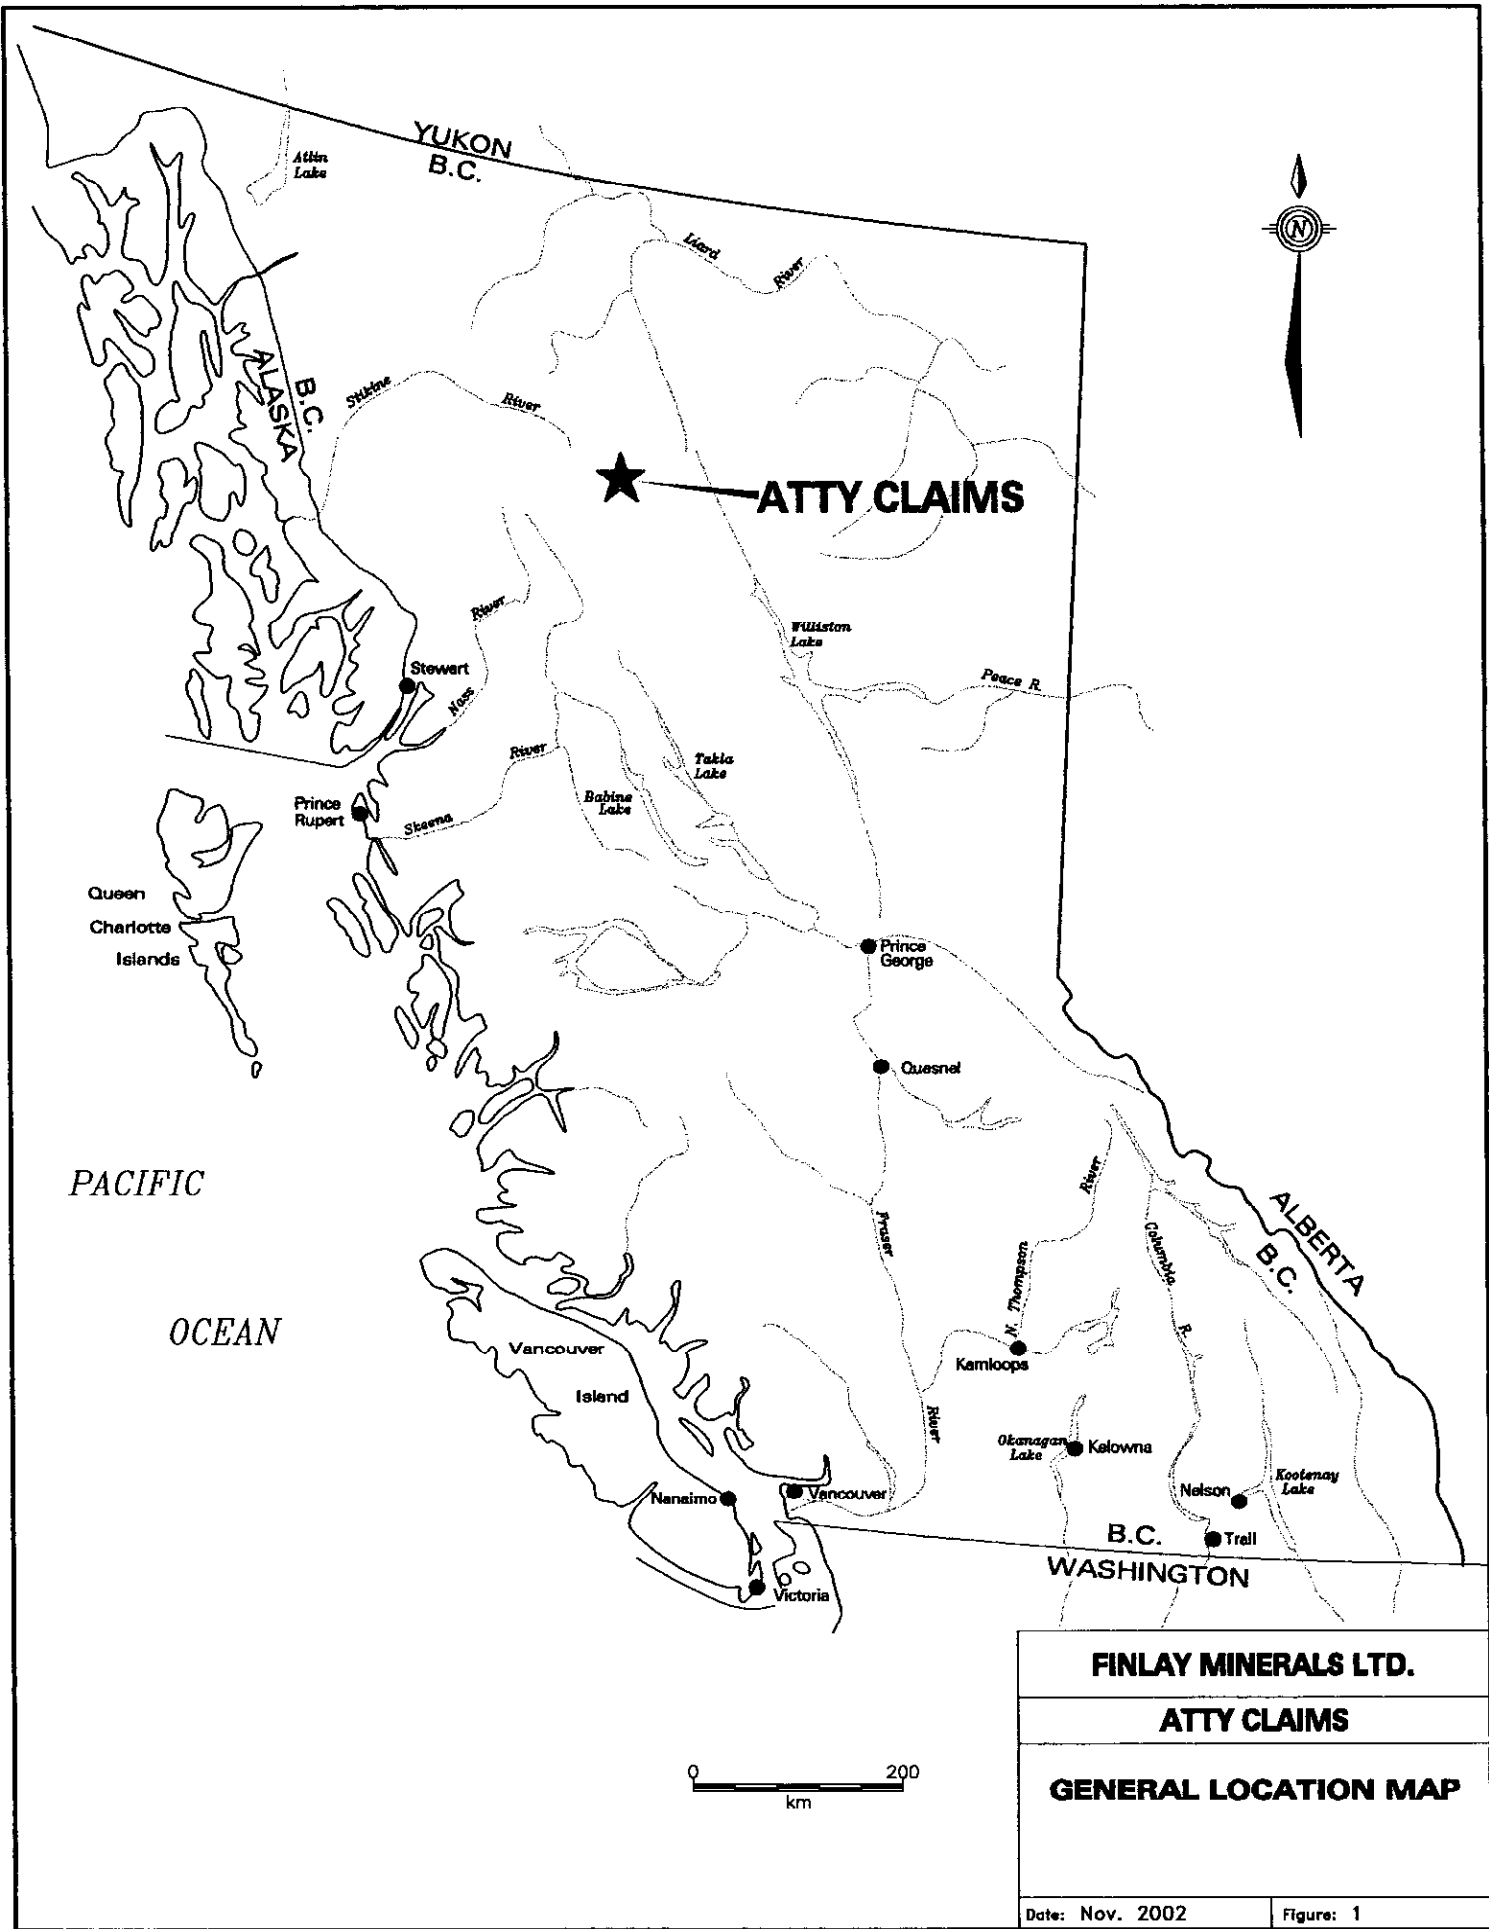 YUKON
B.C.
Atlin
Lake
N
Liard
River
B.C.
ALASKA
Stikine
River
ATTY CLAIMS
River
Williston
Lake
Stewart
Nass
Peace R.
River
Takla
Lake
Babine
Lake
Prince
Rupert
Skeena
Queen
Charlotte
Islands
Prince
George
Quesnel
PACIFIC
OCEAN
River
Fraser
N. Thompson
Columbia
R.
ALBERTA
B.C.
Vancouver
Island
Kamloops
River
Okanagan
Lake
Kelowna
Nanaimo
Vancouver
Nelson
Kootenay
Lake
B.C.
Trail
WASHINGTON
Victoria
FINLAY MINERALS LTD.
ATTY CLAIMS
GENERAL LOCATION MAP
0 200
km
Date: Nov. 2002 Figure: 1